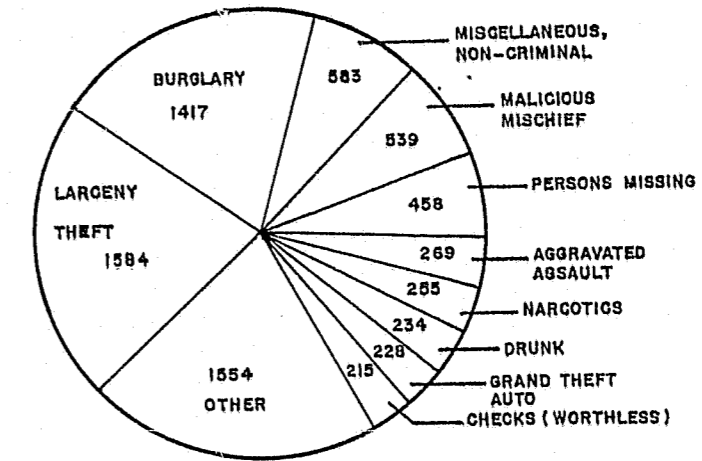 BURGLARY
1417
583
MISCELLANEOUS,
NON-CRIMINAL
539
MALICIOUS
MISCHIEF
458
PERSONS MISSING
269
AGGRAVATED
ASSAULT
255
NARCOTICS
234
DRUNK
228
GRAND THEFT
AUTO
215
CHECKS (WORTHLESS)
1554
OTHER
LARCENY
THEFT
1584